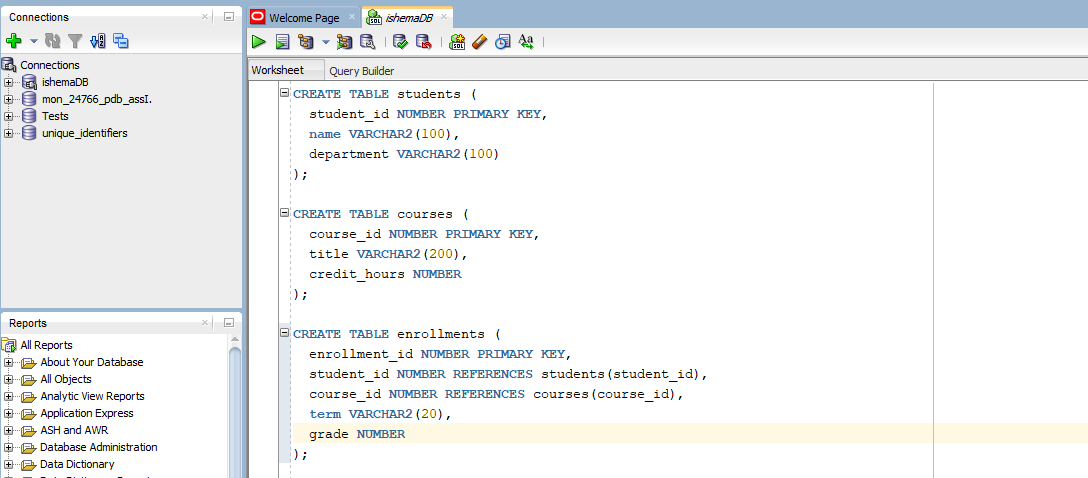 Connections
Connections
ishemaDB
mon_24766_pdb_assI.
Tests
unique_identifiers
Reports
All Reports
About Your Database
All Objects
Analytic View Reports
Application Express
ASH and AWR
Database Administration
Data Dictionary
Welcome Page
ishemaDB
SQL
Aa
Worksheet
Query Builder
CREATE TABLE students (
student_id NUMBER PRIMARY KEY,
name VARCHAR2(100),
department VARCHAR2(100)
);
CREATE TABLE courses (
course_id NUMBER PRIMARY KEY,
title VARCHAR2(200),
credit_hours NUMBER
);
CREATE TABLE enrollments (
enrollment_id NUMBER PRIMARY KEY,
student_id NUMBER REFERENCES students(student_id),
course_id NUMBER REFERENCES courses(course_id),
term VARCHAR2(20),
grade NUMBER
);